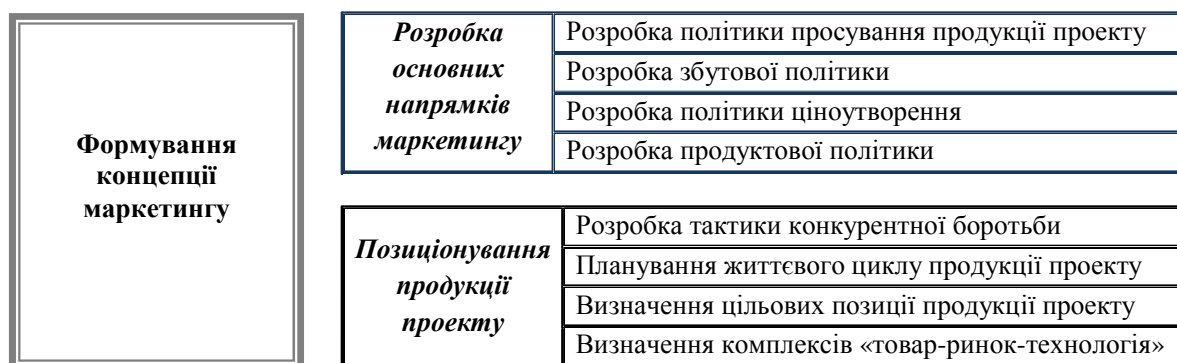 Формування
концепції
маркетингу
Розробка
основних
напрямків
маркетингу
Розробка політики просування продукції проекту
Розробка збутової політики
Розробка політики ціноутворення
Розробка продуктової політики
Позиціонування
продукції
проекту
Розробка тактики конкурентної боротьби
Планування життєвого циклу продукції проекту
Визначення цільових позиції продукції проекту
Визначення комплексів «товар-ринок-технологія»